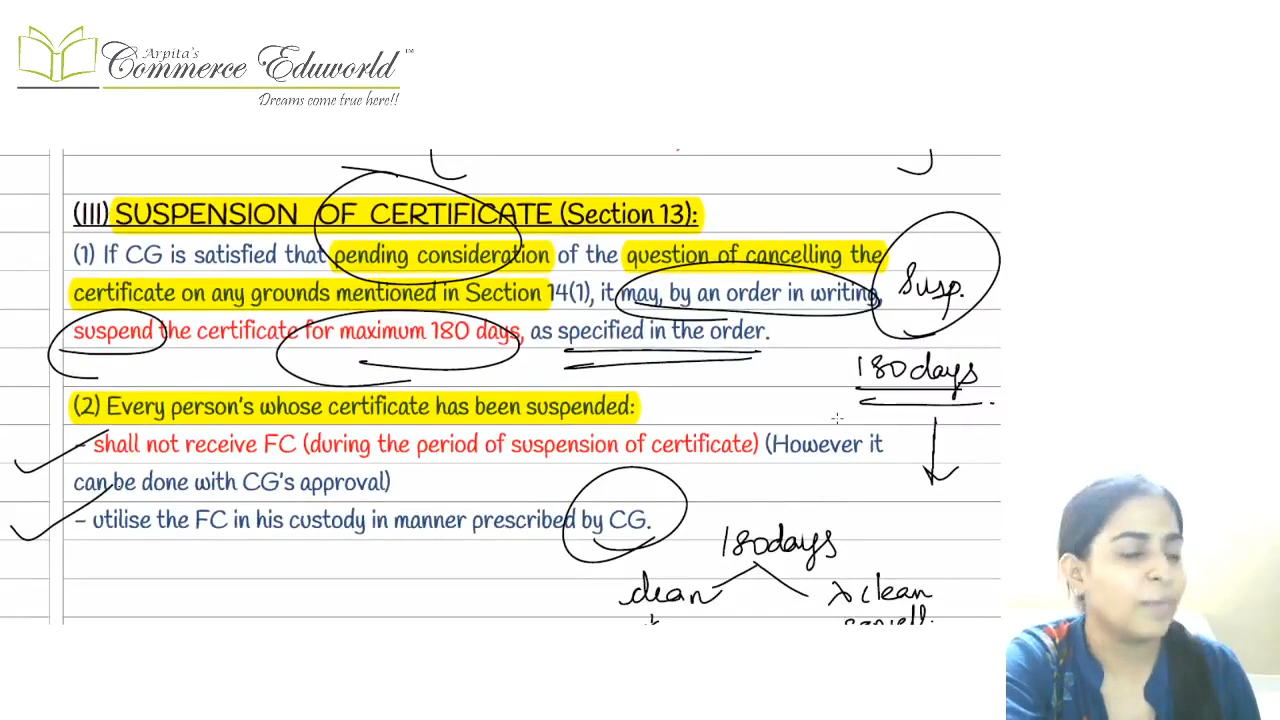 Arpita's
Commerce Eduworld™
Dreams come true here!!
(III) SUSPENSION OF CERTIFICATE (Section 13):
(1) If CG is satisfied that pending consideration of the question of cancelling the
certificate on any grounds mentioned in Section 14(1), it may, by an order in writing,
suspend the certificate for maximum 180 days, as specified in the order.
Susp.
180days
(2) Every person's whose certificate has been suspended:
- shall not receive FC (during the period of suspension of certificate) (However it
can be done with CG's approval)
- utilise the FC in his custody in manner prescribed by CG.
180days
clean
clean